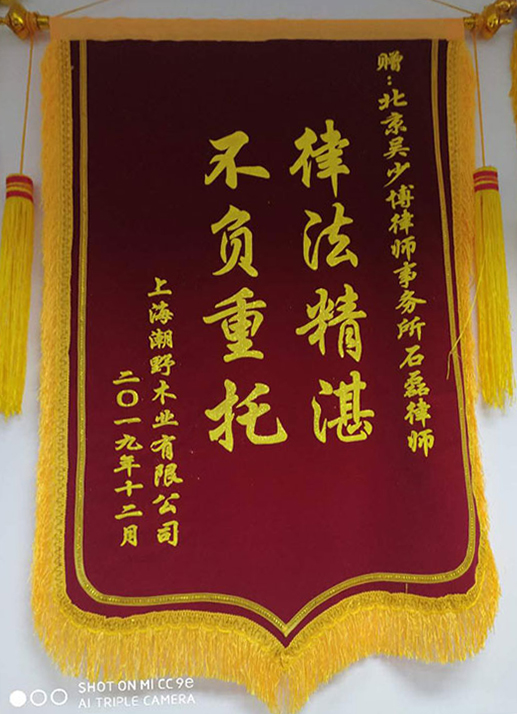 赠：北京吴少博律师事务所石磊律师
律法精湛
不负重托
上海潮野木业有限公司
二〇一九年十二月
SHOT ON MI CC 9e
AI TRIPLE CAMERA